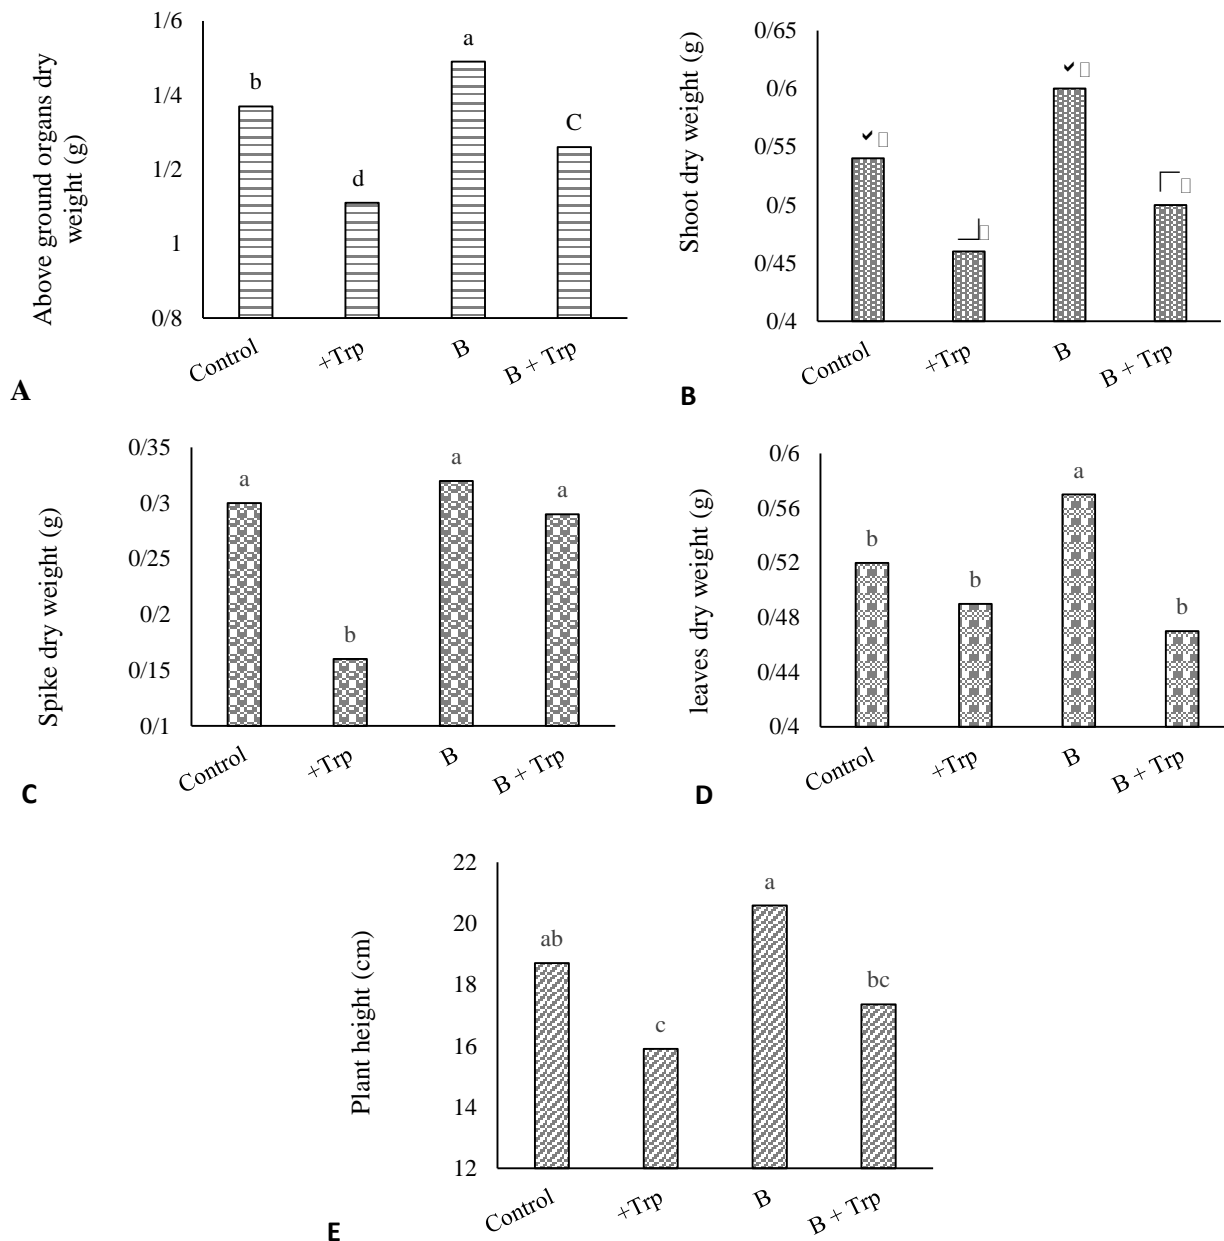 Above ground organs dry
weight (g)
1/6
1/4
1/2
1
0/8
b
d
a
C
Control
+Trp
B
B + Trp
A
Shoot dry weight (g)
0/65
0/6
0/55
0/5
0/45
0/4
Control
+Trp
B
B + Trp
B
Spike dry weight (g)
0/35
0/3
0/25
0/2
0/15
0/1
a
b
a
a
Control
+Trp
B
B + Trp
C
leaves dry weight (g)
0/6
0/56
0/52
0/48
0/44
0/4
b
b
a
b
Control
+Trp
B
B + Trp
D
Plant height (cm)
22
20
18
16
14
12
ab
c
a
bc
Control
+Trp
B
B + Trp
E